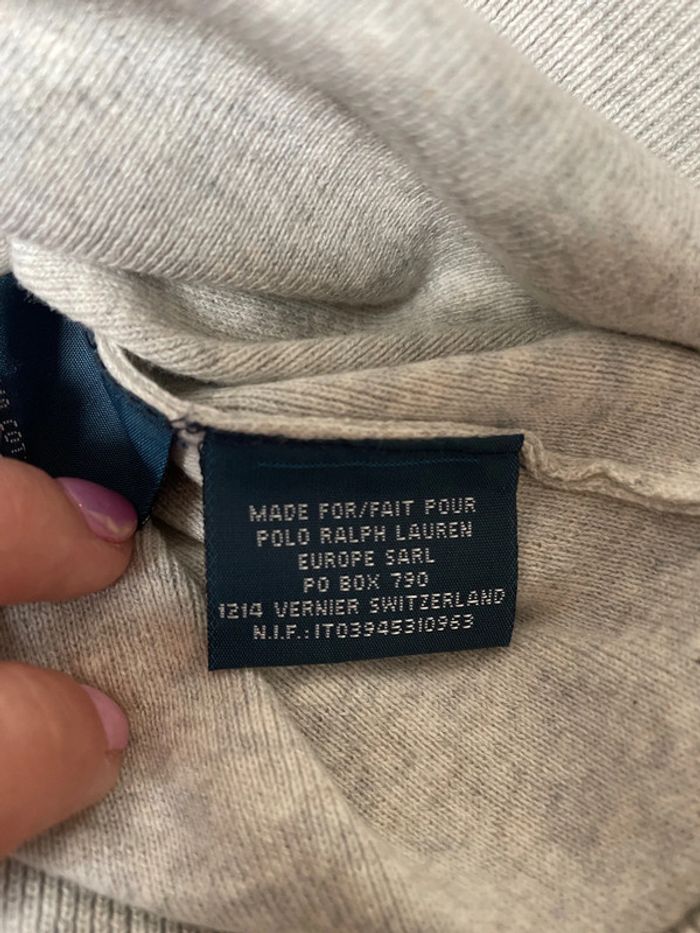 MADE FOR/FAIT POUR
POLO RALPH LAUREN
EUROPE SARL
PO BOX 790
1214 VERNIER SWITZERLAND
N.I.F.:IT03945310963